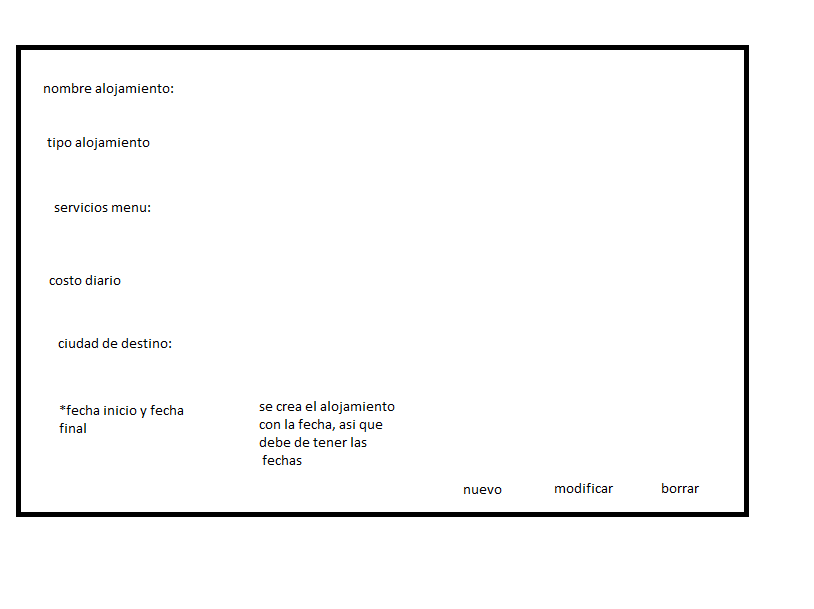 nombre alojamiento:
tipo alojamiento
servicios menu:
costo diario
ciudad de destino:
*fecha inicio y fecha
final
se crea el alojamiento
con la fecha, asi que
debe de tener las
fechas
nuevo
modificar
borrar